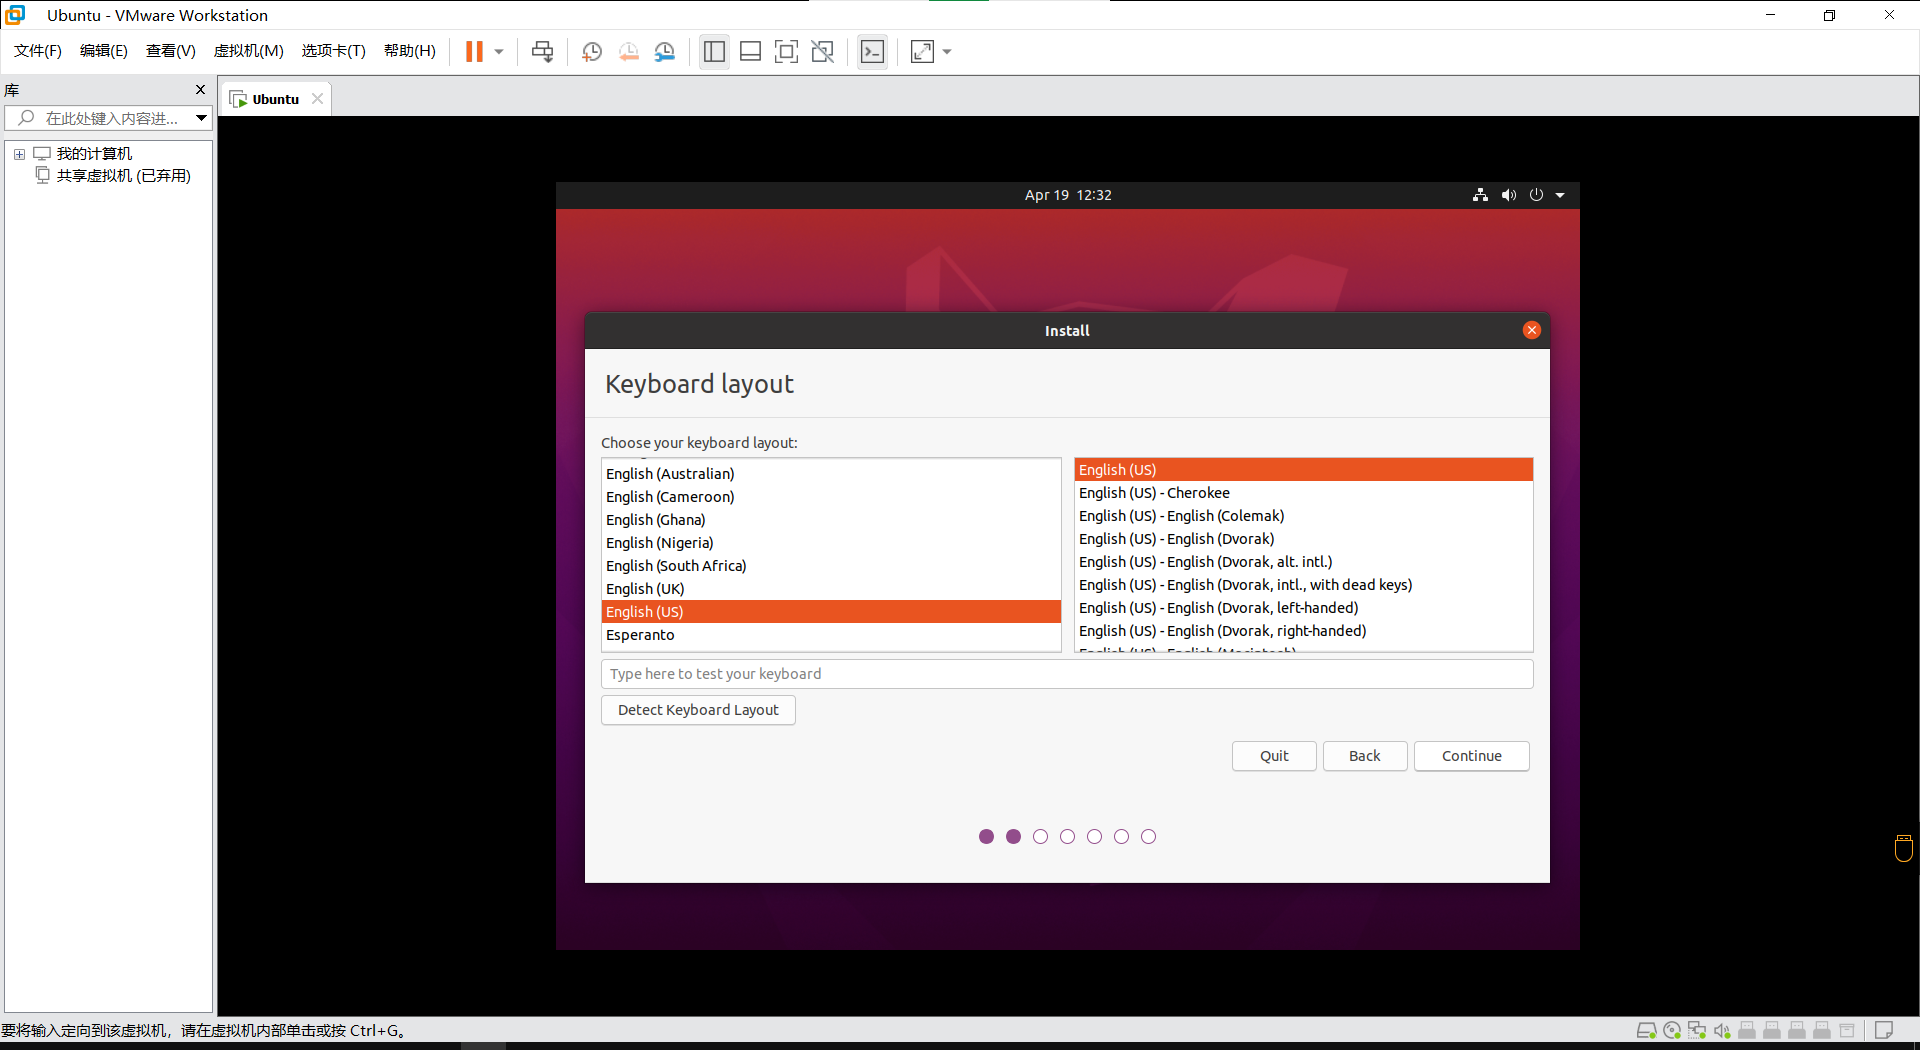 Ubuntu - VMware Workstation
文件(F) 编辑(E) 查看(V) 虚拟机(M) 选项卡(T) 帮助(H)
库
Ubuntu
在此处键入内容进...
我的计算机
共享虚拟机 (已弃用)
Apr 19 12:32
Install
Keyboard layout
Choose your keyboard layout:
English (Australian)
English (Cameroon)
English (Ghana)
English (Nigeria)
English (South Africa)
English (UK)
English (US)
Esperanto
English (US)
English (US) - Cherokee
English (US) - English (Colemak)
English (US) - English (Dvorak)
English (US) - English (Dvorak, alt. intl.)
English (US) - English (Dvorak, intl., with dead keys)
English (US) - English (Dvorak, left-handed)
English (US) - English (Dvorak, right-handed)
English (US) - English (Macintosh)
Type here to test your keyboard
Detect Keyboard Layout
Quit Back Continue
要将输入定向到该虚拟机，请在虚拟机内部单击或按 Ctrl+G。